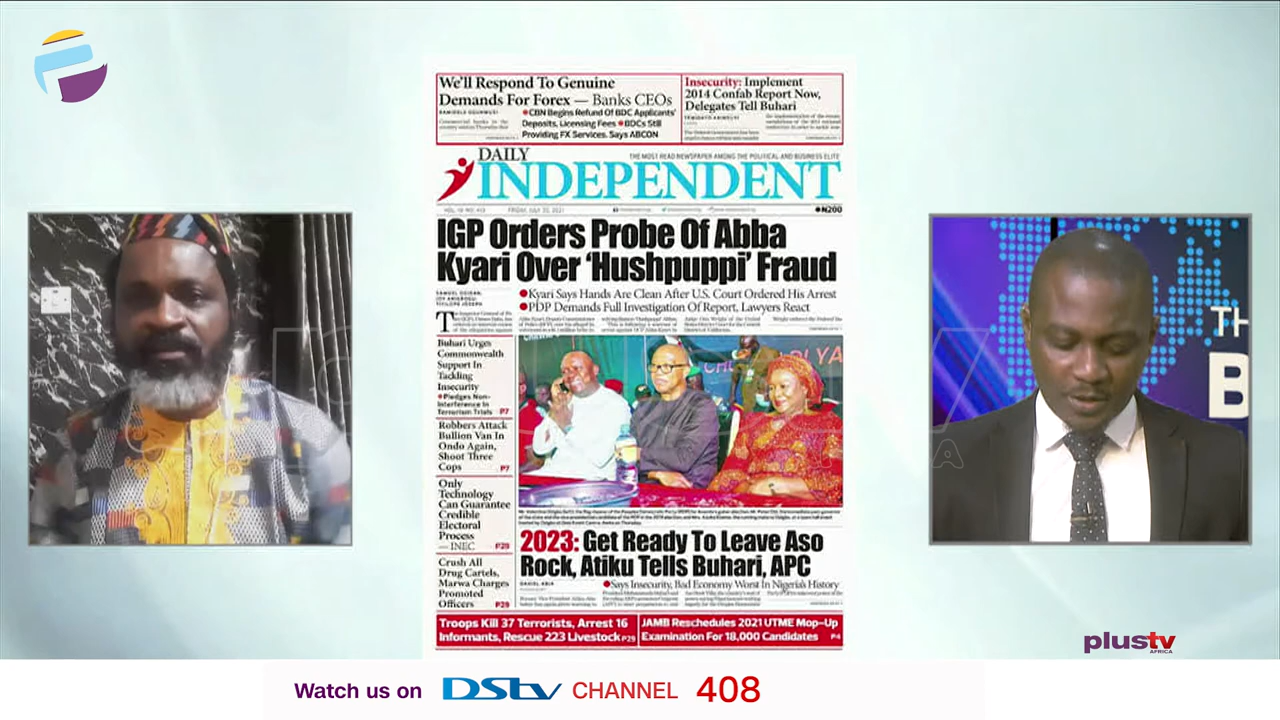 We'll Respond To Genuine
Demands For Forex — Banks CEOs
●CBN Begins Refund Of BDC Applicants'
Deposits, Licensing Fees ●BDCs Still
Providing FX Services, Says ABCON
Insecurity: Implement
2014 Confab Report Now,
Delegates Tell Buhari
DAILY
THE MOST READ NEWSPAPER AMONG THE POLITICAL AND BUSINESS ELITE
INDEPENDENT
FRIDAY, JULY 30, 2021
●N200
IGP Orders Probe Of Abba
Kyari Over 'Hushpuppi' Fraud
●Kyari Says Hands Are Clean After U.S. Court Ordered His Arrest
●PDP Demands Full Investigation Of Report, Lawyers React
Buhari Urges
Commonwealth
Support In
Tackling
Insecurity
●Pledges Non-
Interference In
Terrorism Trials P7
Robbers Attack
Bullion Van In
Ondo Again,
Shoot Three
Cops P7
Only
Technology
Can Guarantee
Credible
Electoral
Process
— INEC P29
Crush All
Drug Cartels,
Marwa Charges
Promoted
Officers P29
2023: Get Ready To Leave Aso
Rock, Atiku Tells Buhari, APC
●Says Insecurity, Bad Economy Worst In Nigeria's History
Troops Kill 37 Terrorists, Arrest 16
Informants, Rescue 223 Livestock P29
JAMB Reschedules 2021 UTME Mop-Up
Examination For 18,000 Candidates P4
TH
B
plustv
AFRICA
Watch us on DStv CHANNEL 408